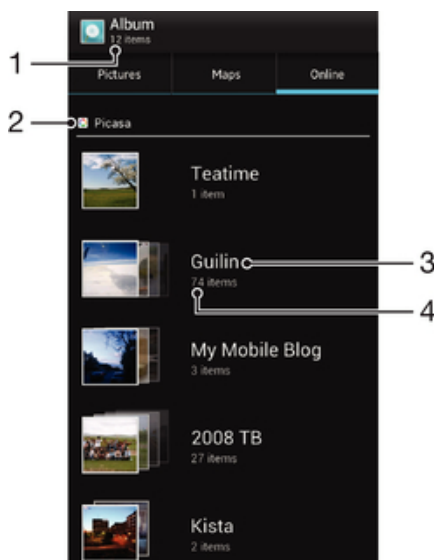 Album
12 items
1
Pictures Maps Online
2
Picasa
Teatime
1 item
Guilin
3
74 items
4
My Mobile Blog
3 items
2008 TB
27 items
Kista
2 items